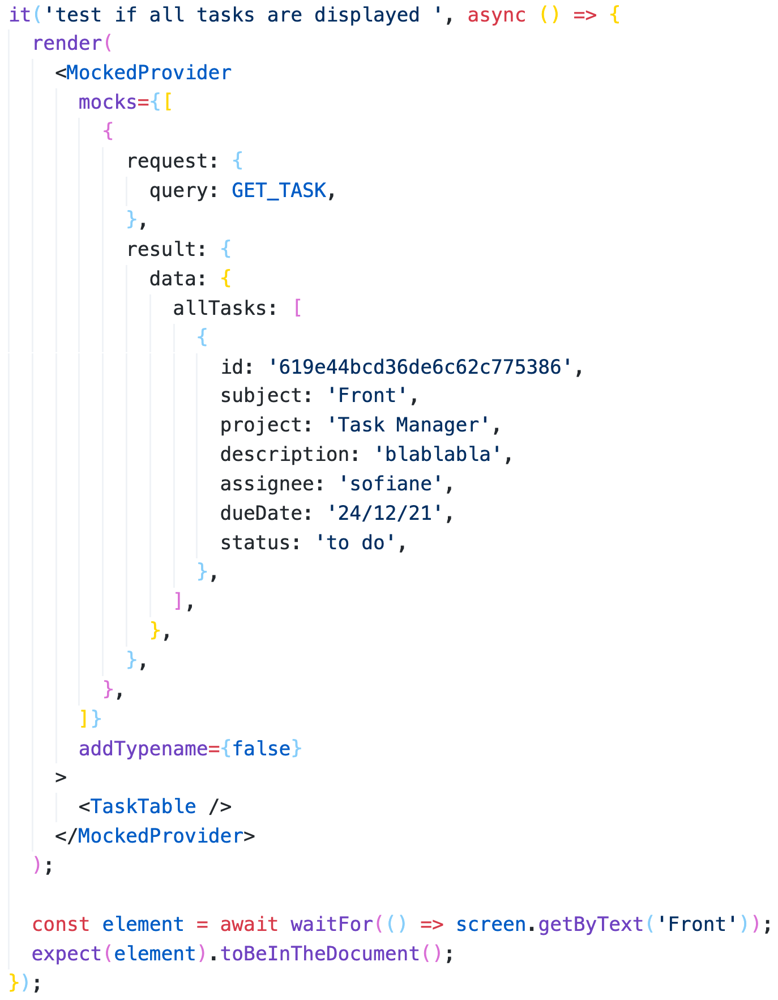 it('test if all tasks are displayed ', async () => {
  render(
    <MockedProvider
      mocks={[
        {
          request: {
            query: GET_TASK,
          },
          result: {
            data: {
              allTasks: [
                {
                  id: '619e44bcd36de6c62c775386',
                  subject: 'Front',
                  project: 'Task Manager',
                  description: 'blablabla',
                  assignee: 'sofiane',
                  dueDate: '24/12/21',
                  status: 'to do',
                },
              ],
            },
          },
        },
      ]}
      addTypename={false}
    >
      <TaskTable />
    </MockedProvider>
  );

  const element = await waitFor(() => screen.getByText('Front'));
  expect(element).toBeInTheDocument();
});